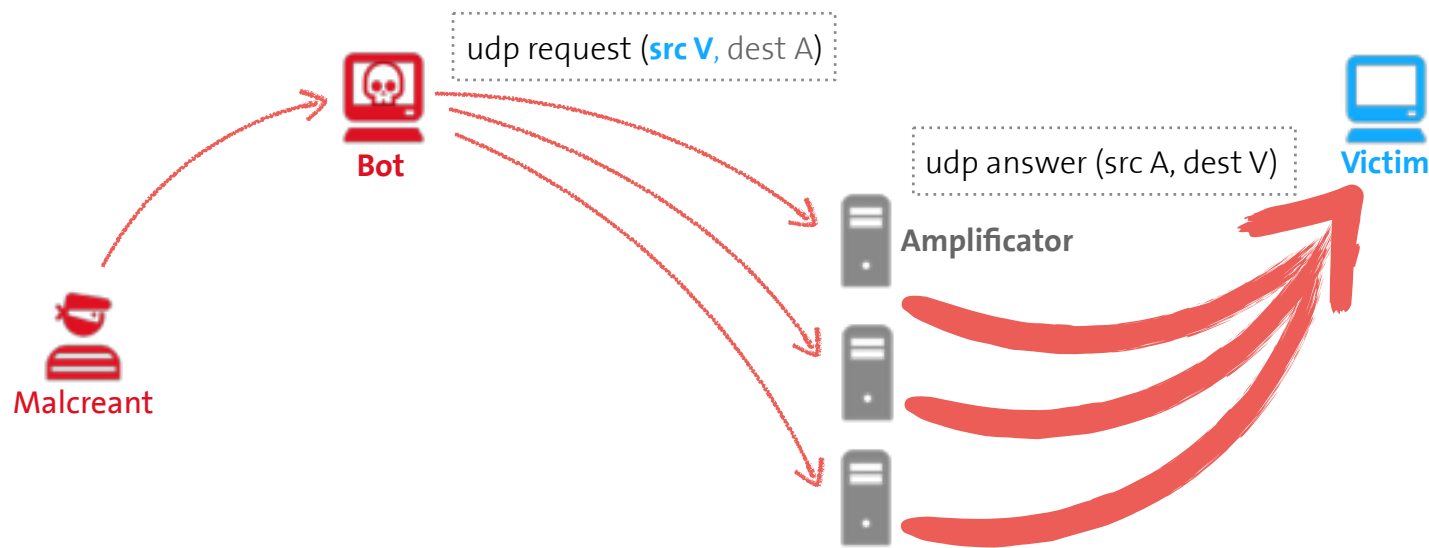 udp request (src V, dest A)
Bot
udp answer (src A, dest V)
Victim
Amplificator
Malcreant